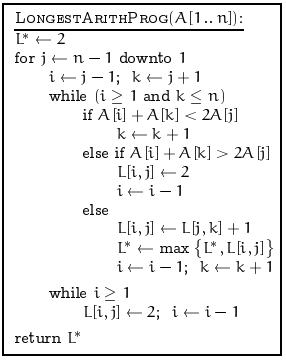 LONGESTARITHPROG(A[1..n]):
L* ← 2
for j ← n − 1 downto 1
i ← j − 1; k ← j + 1
while (i ≥ 1 and k ≤ n)
if A[i] + A[k] < 2A[j]
k ← k + 1
else if A[i] + A[k] > 2A[j]
L[i,j] ← 2
i ← i − 1
else
L[i,j] ← L[j,k] + 1
L* ← max {L*, L[i,j]}
i ← i − 1; k ← k + 1
while i ≥ 1
L[i,j] ← 2; i ← i − 1
return L*